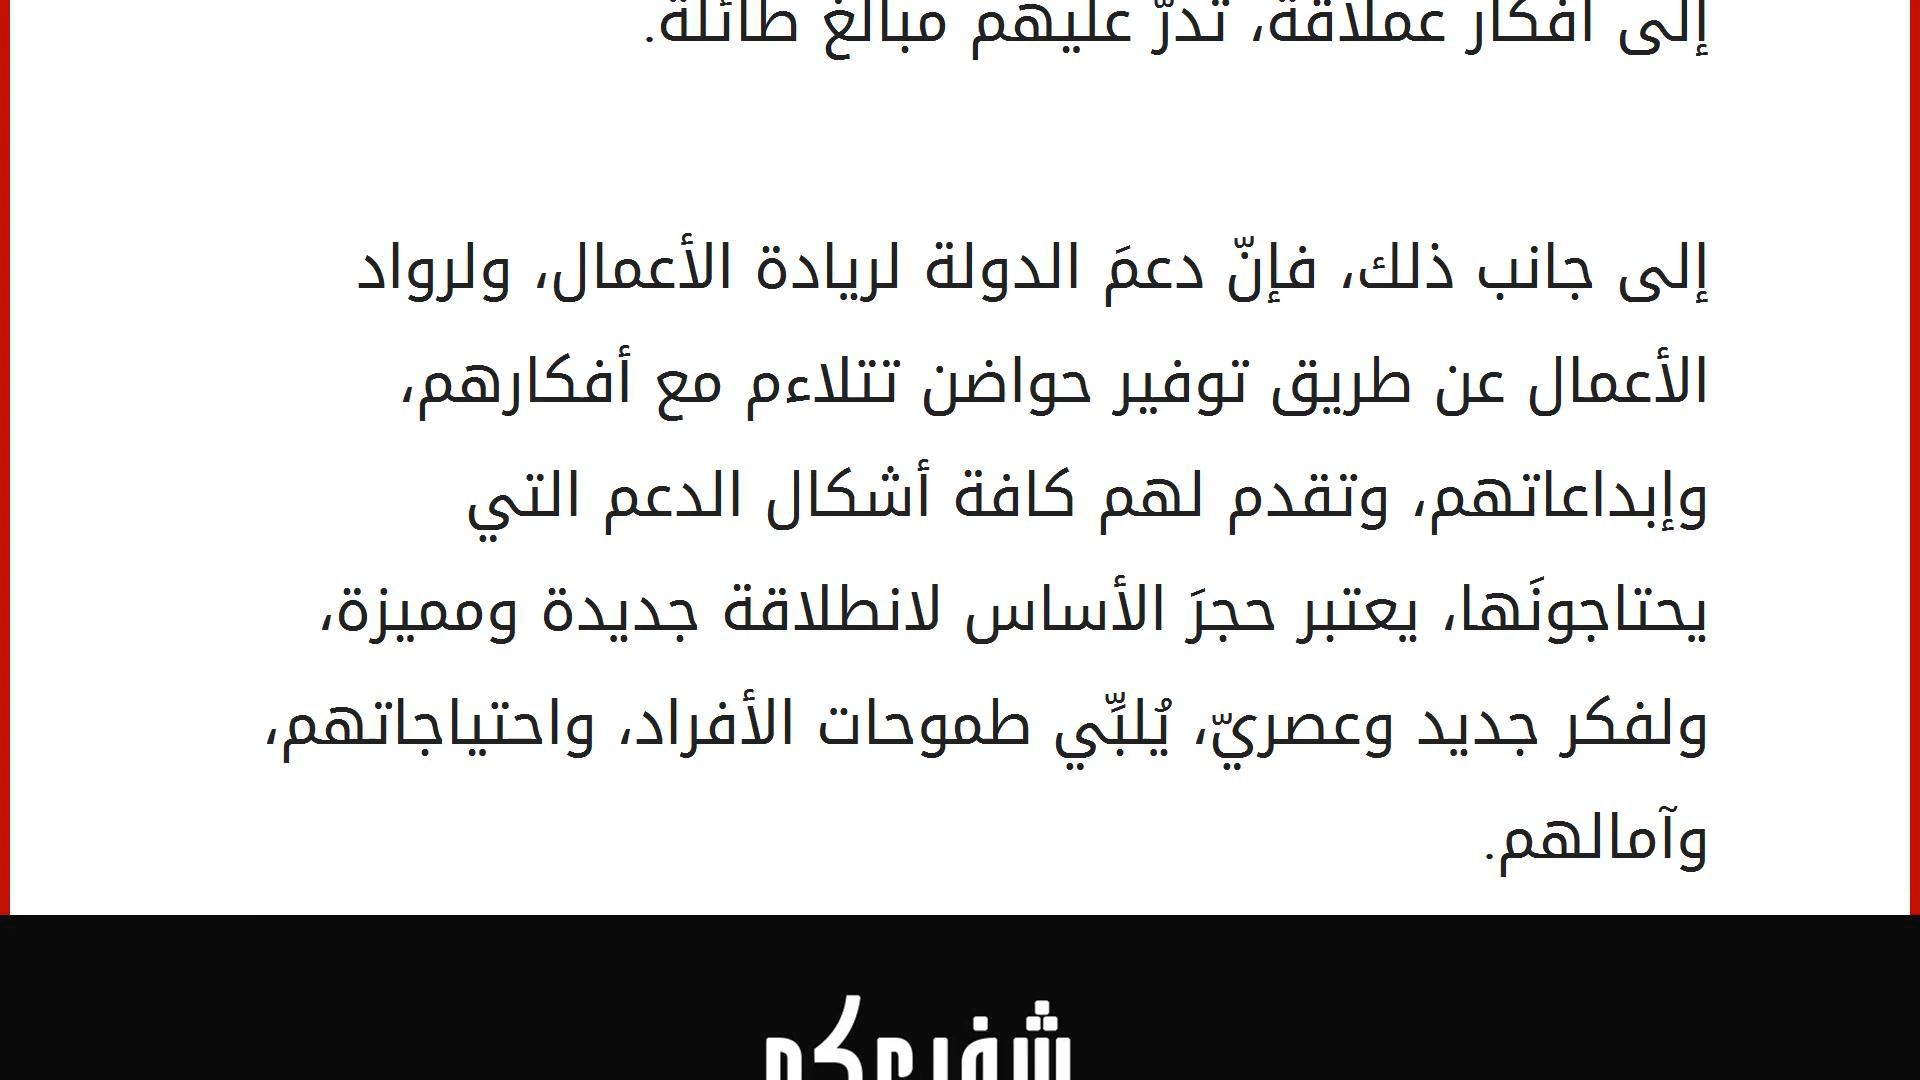 إلى أفكار عملاقة، تدرّ عليهم مبالغ طائلة.
إلى جانب ذلك، فإنّ دعمَ الدولة لريادة الأعمال، ولرواد
الأعمال عن طريق توفير حواضن تتلاءم مع أفكارهم،
وإبداعاتهم، وتقدم لهم كافة أشكال الدعم التي
يحتاجونَها، يعتبر حجرَ الأساس لانطلاقة جديدة ومميزة،
ولفكر جديد وعصريّ، يُلبِّي طموحات الأفراد، واحتياجاتهم،
وآمالهم.